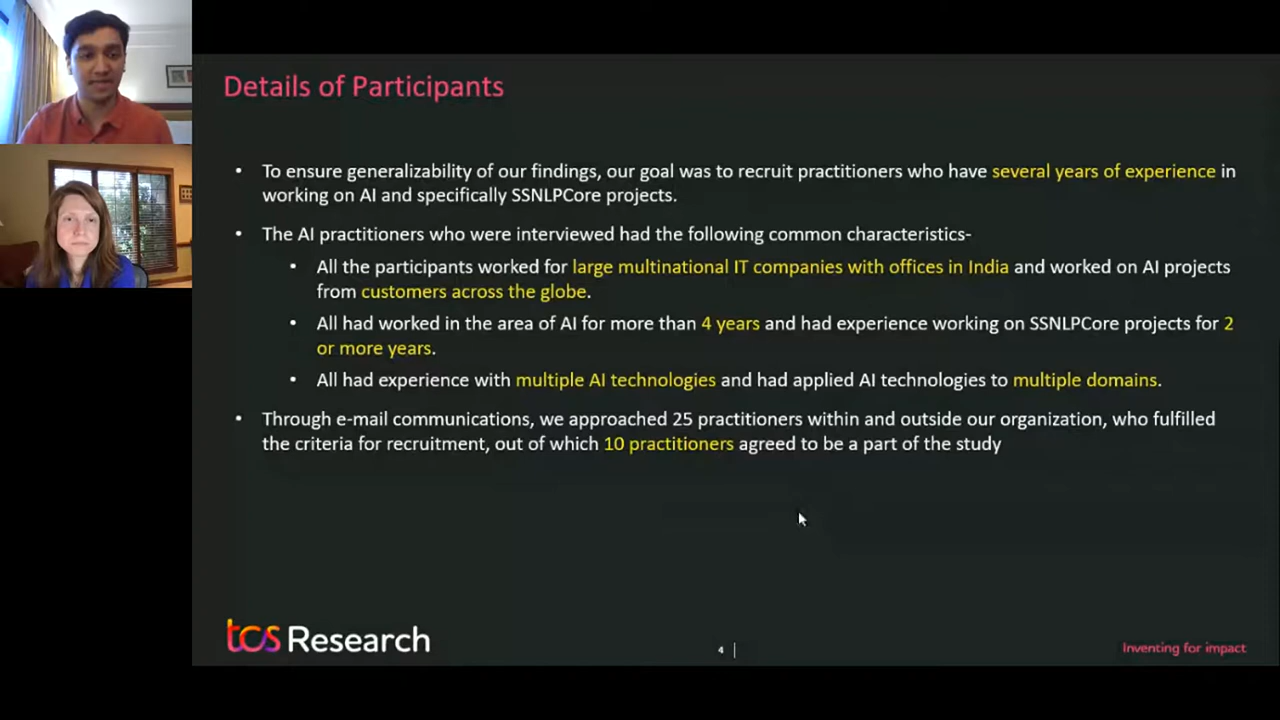 Details of Participants
• To ensure generalizability of our findings, our goal was to recruit practitioners who have several years of experience in
working on AI and specifically SSNLPCore projects.
• The AI practitioners who were interviewed had the following common characteristics-
• All the participants worked for large multinational IT companies with offices in India and worked on AI projects
from customers across the globe.
• All had worked in the area of AI for more than 4 years and had experience working on SSNLPCore projects for 2
or more years.
• All had experience with multiple AI technologies and had applied AI technologies to multiple domains.
• Through e-mail communications, we approached 25 practitioners within and outside our organization, who fulfilled
the criteria for recruitment, out of which 10 practitioners agreed to be a part of the study
tcs Research
4 |
Inventing for impact